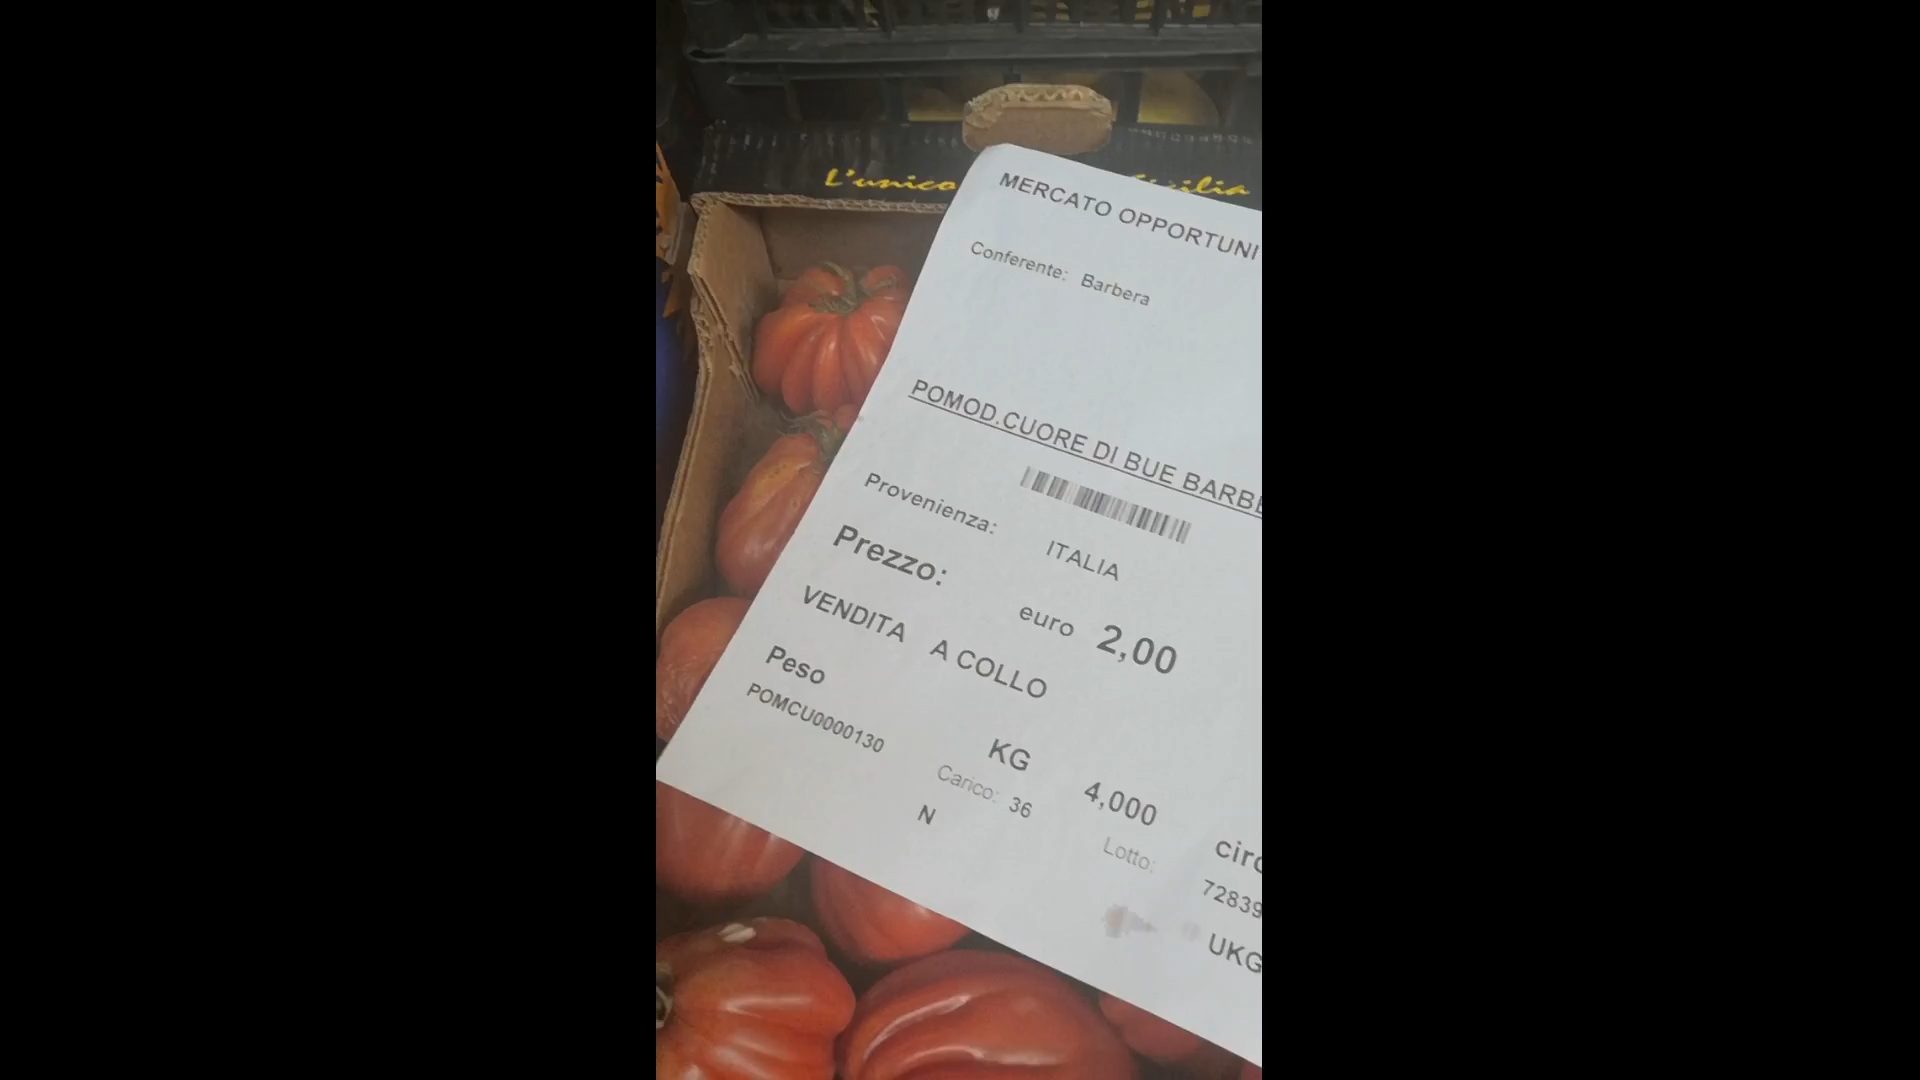 L'unico
MERCATO OPPORTUNI
Conferente: Barbera
POMOD.CUORE DI BUE BARBE
Provenienza: ITALIA
Prezzo: euro 2,00
VENDITA A COLLO
Peso KG 4,000 circ
POMCU0000130 Carico: 36 Lotto: 72839
N UKG